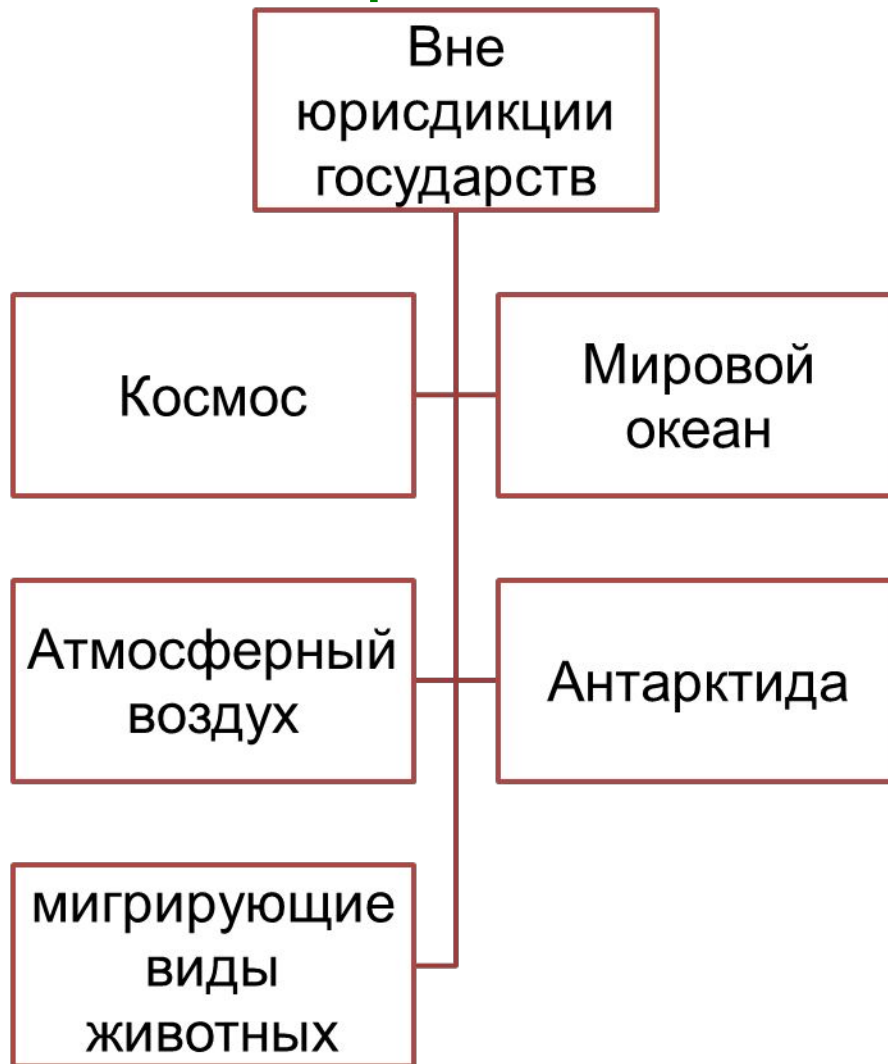 Вне
юрисдикции
государств
Космос
Мировой
океан
Атмосферный
воздух
Антарктида
мигрирующие
виды
животных